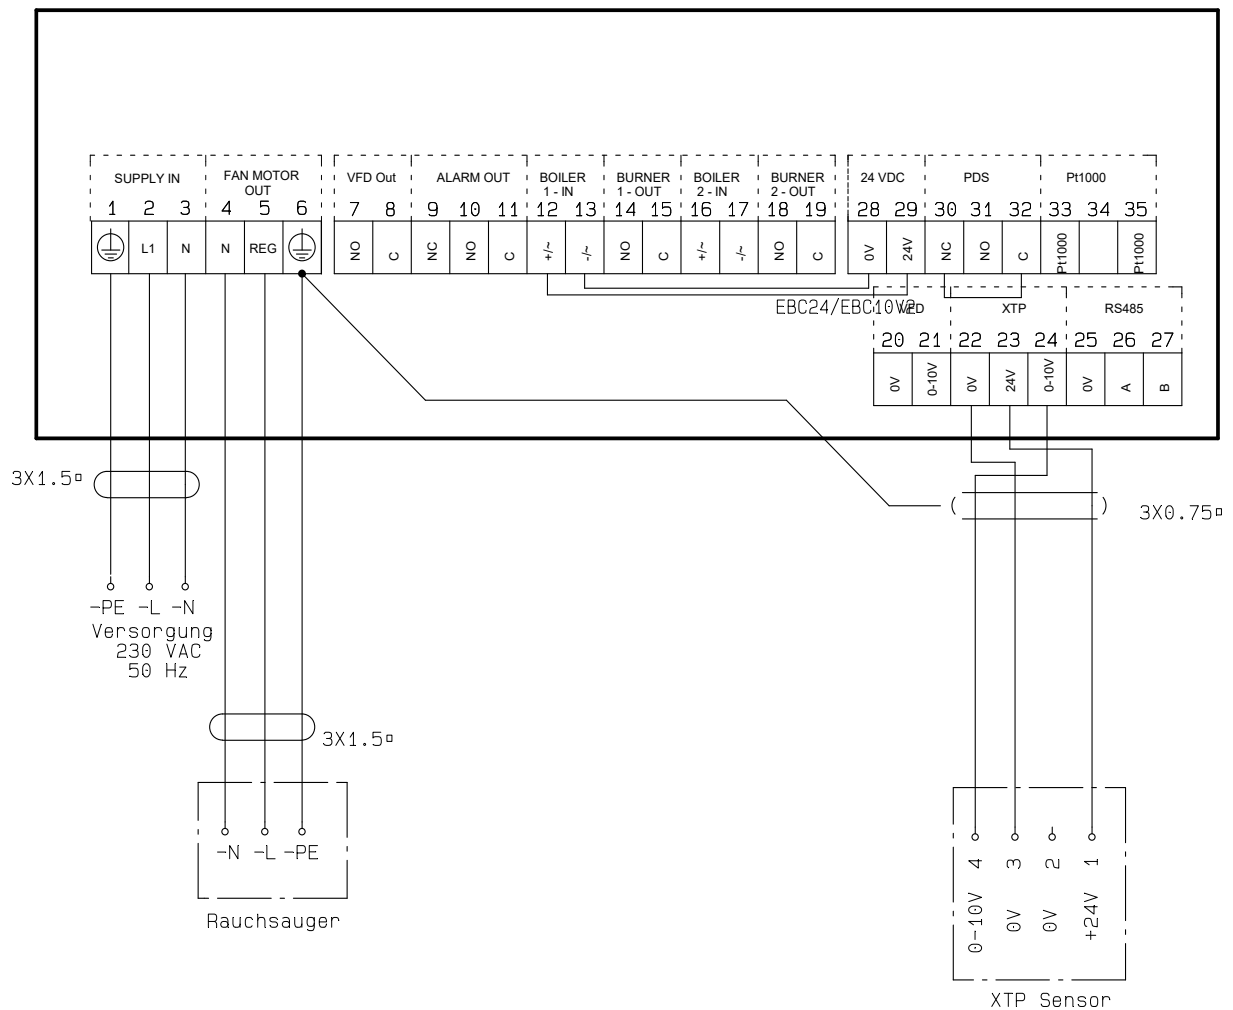 SUPPLY IN FAN MOTOR VFD Out ALARM OUT BOILER BURNER BOILER BURNER 24 VDC PDS Pt1000
OUT 1 - IN 1 - OUT 2 - IN 2 - OUT
1 2 3 4 5 6 7 8 9 10 11 12 13 14 15 16 17 18 19 28 29 30 31 32 33 34 35
L1 N N REG NO C NC NO C +/~ -/~ NO C +/~ -/~ NO C 0V 24V NC NO C Pt1000 Pt1000
EBC24/EBC10V2
VFD XTP RS485
20 21 22 23 24 25 26 27
0V 0-10V 0V 24V 0-10V 0V A B
3X1.5▫
3X0.75▫
-PE -L -N
Versorgung
230 VAC
50 Hz
3X1.5▫
-N -L -PE
Rauchsauger
4 3 2 1
0-10V 0V 0V +24V
XTP Sensor